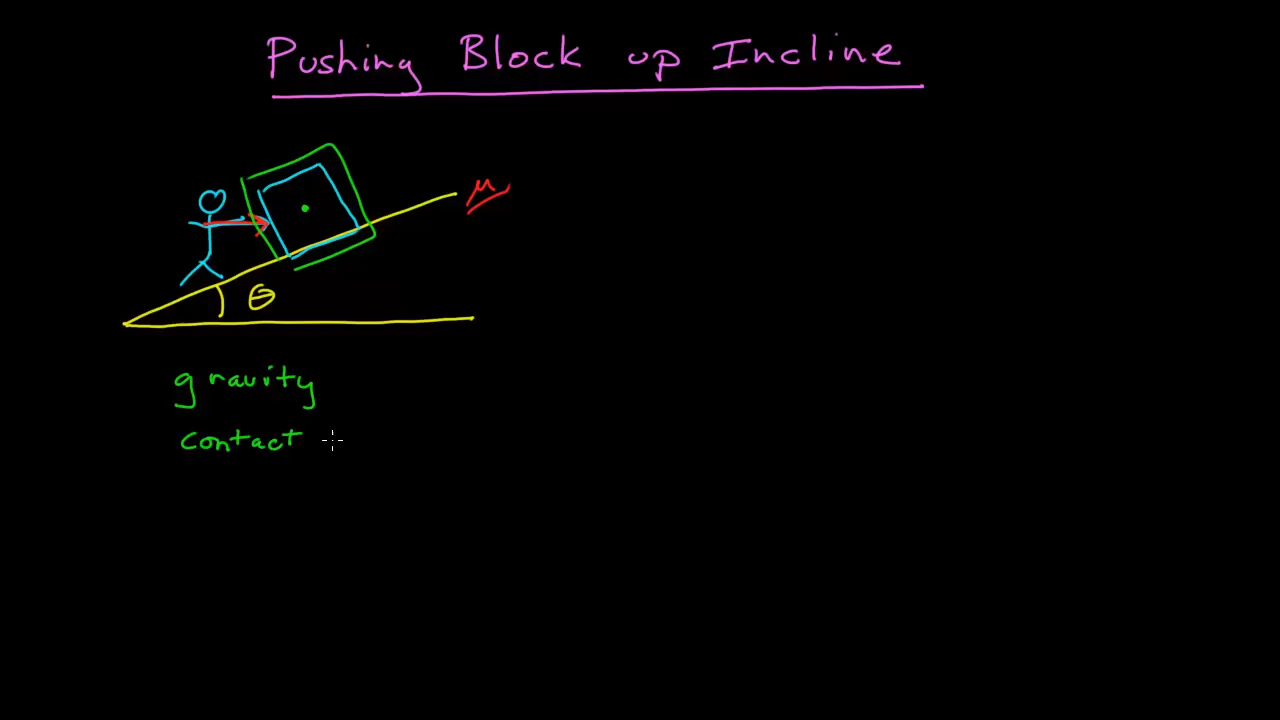 Pushing Block up Incline
μ
θ
gravity
contact